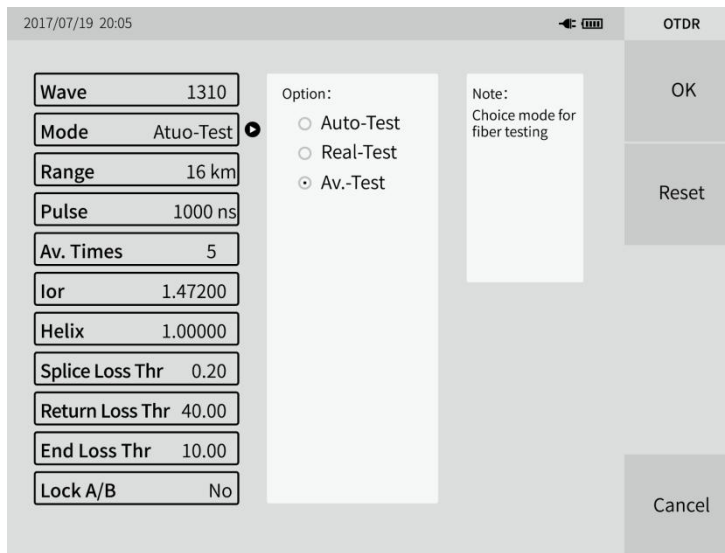 2017/07/19 20:05
OTDR
Wave 1310
Mode Atuo-Test
Range 16 km
Pulse 1000 ns
Av. Times 5
Ior 1.47200
Helix 1.00000
Splice Loss Thr 0.20
Return Loss Thr 40.00
End Loss Thr 10.00
Lock A/B No
Option:
Auto-Test
Real-Test
Av.-Test
Note:
Choice mode for
fiber testing
OK
Reset
Cancel